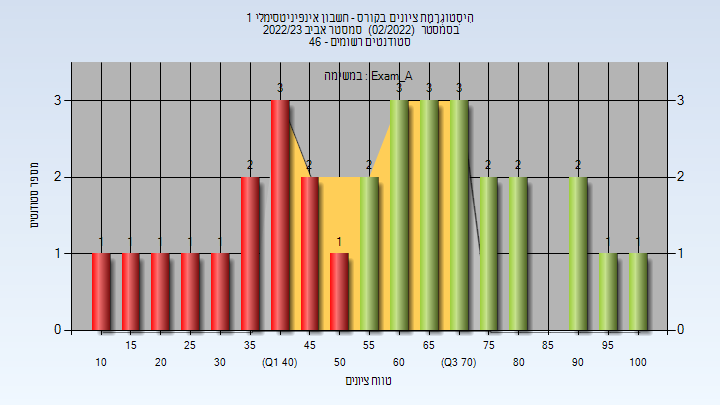 היסטוגרמת ציונים בקורס - חשבון אינפיניטסימלי 1
בסמסטר (02/2022) סמסטר אביב 2022/23
סטודנטים רשומים - 46
במשימה : Exam_A
מספר סטודנטים
3 3
2 2
1 1
0 0
1 1 1 1 1 2 3 2 1 2 3 3 3 2 2 2 1 1
15 25 35 45 55 65 75 85 95
10 20 30 (Q1 40) 50 60 (Q3 70) 80 90 100
טווח ציונים